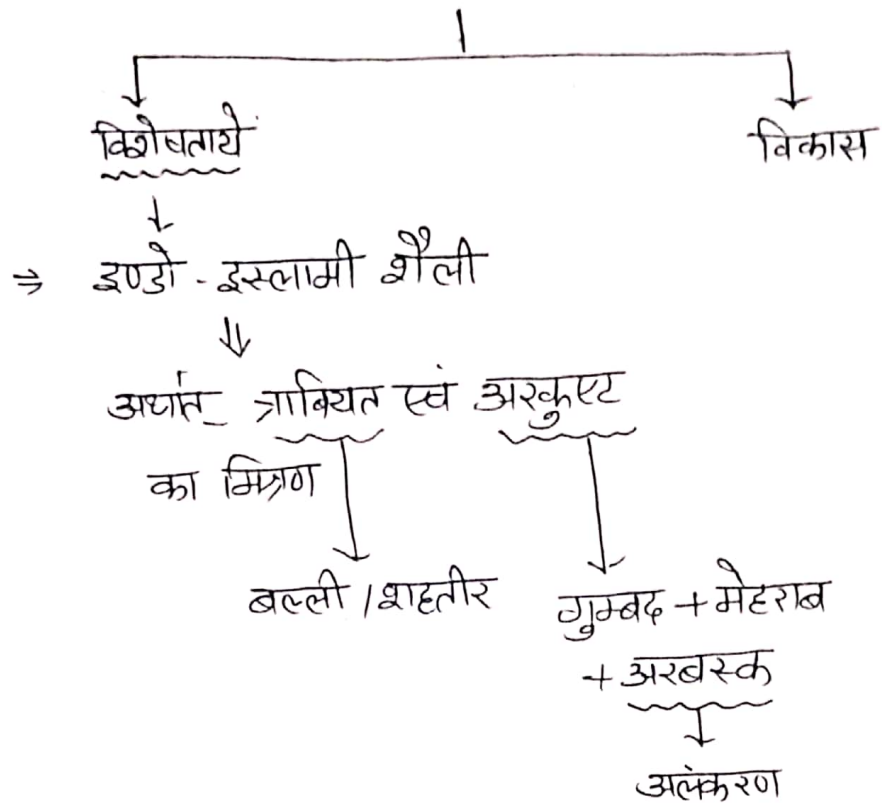 विशेषतायें विकास
⇒ इण्डो - इस्लामी शैली
अर्थात् त्राबियत एवं अरकुएट
का मिश्रण
बल्ली / शहतीर गुम्बद + मेहराब
+ अरबस्क
अलंकरण